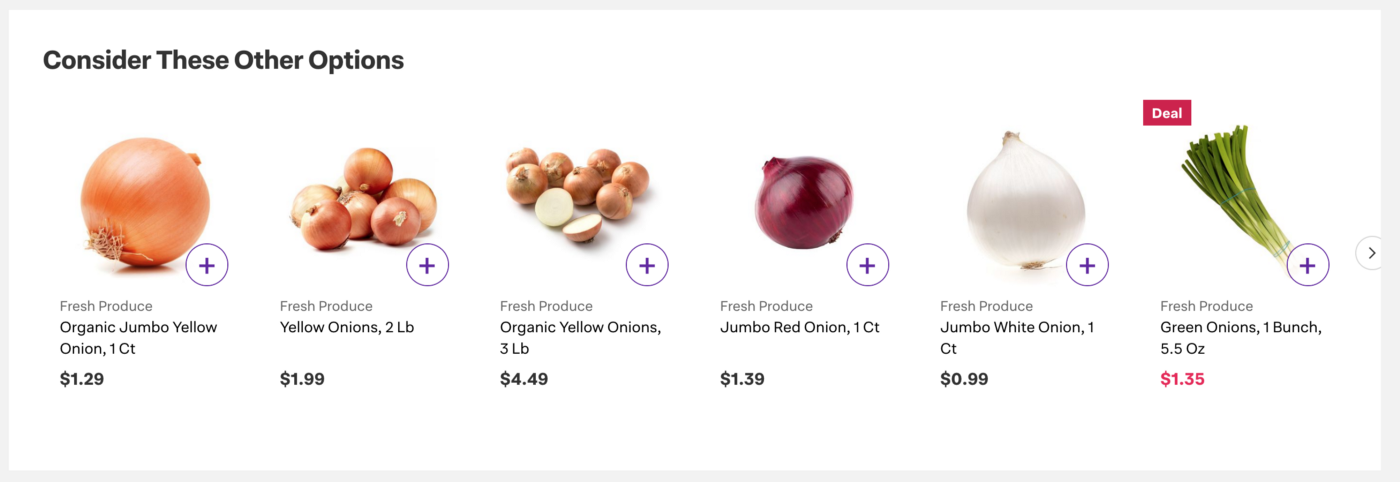 Consider These Other Options
Deal
Fresh Produce
Organic Jumbo Yellow
Onion, 1 Ct
$1.29
Fresh Produce
Yellow Onions, 2 Lb
$1.99
Fresh Produce
Organic Yellow Onions,
3 Lb
$4.49
Fresh Produce
Jumbo Red Onion, 1 Ct
$1.39
Fresh Produce
Jumbo White Onion, 1
Ct
$0.99
Fresh Produce
Green Onions, 1 Bunch,
5.5 Oz
$1.35